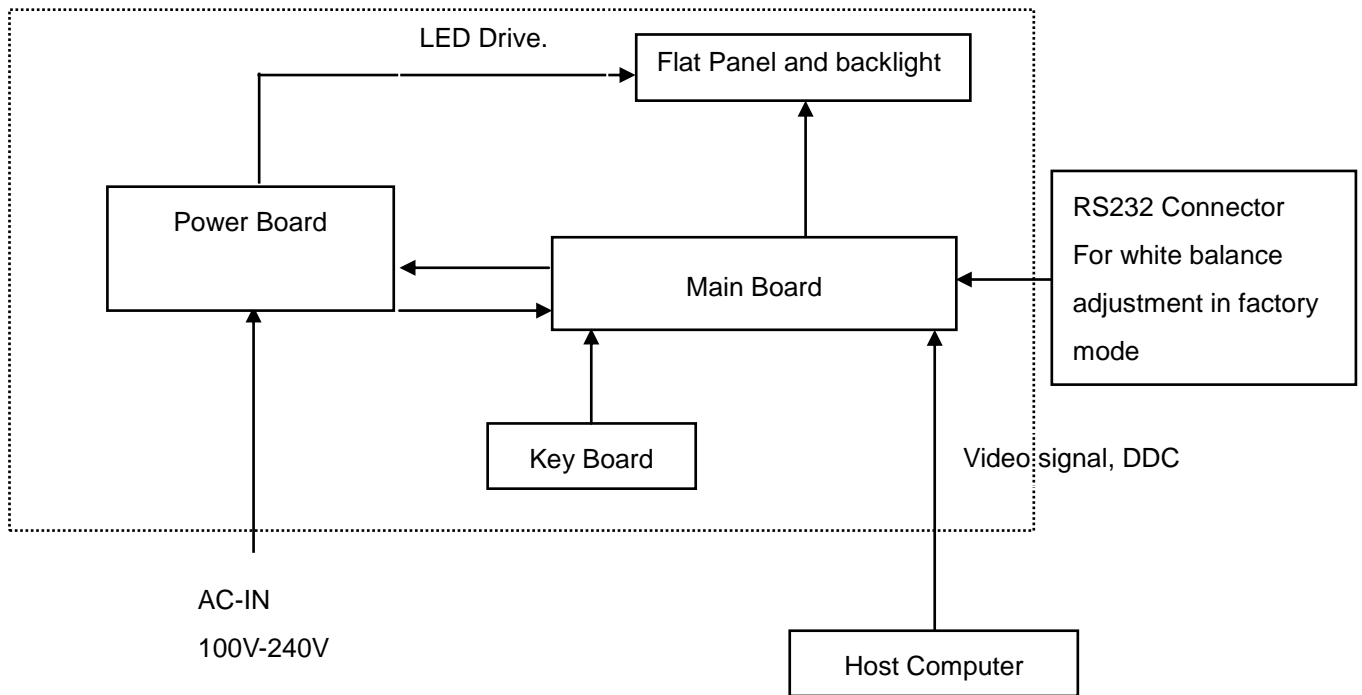 LED Drive.
Flat Panel and backlight
Power Board
RS232 Connector
For white balance
adjustment in factory
mode
Main Board
Key Board
Video signal, DDC
AC-IN
100V-240V
Host Computer